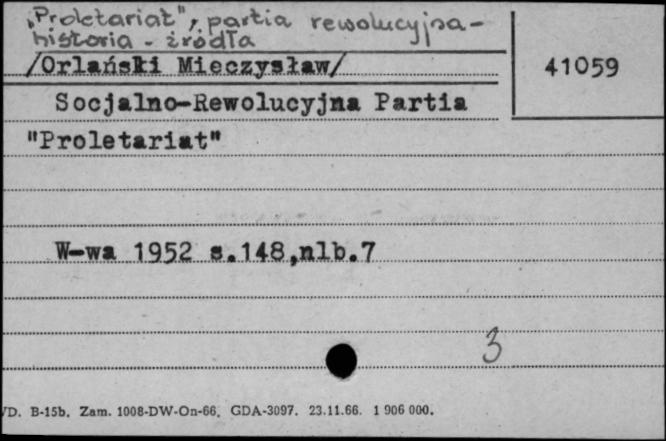 „Proletariat", partia rewolucyjna-
historia - źródła
/Orlański Mieczysław/
41059
Socjalno-Rewolucyjna Partia
"Proletariat"
W-wa 1952 s.148,nlb.7
3
VD. B-15b. Zam. 1008-DW-On-66. GDA-3097. 23.11.66. 1 906 000.